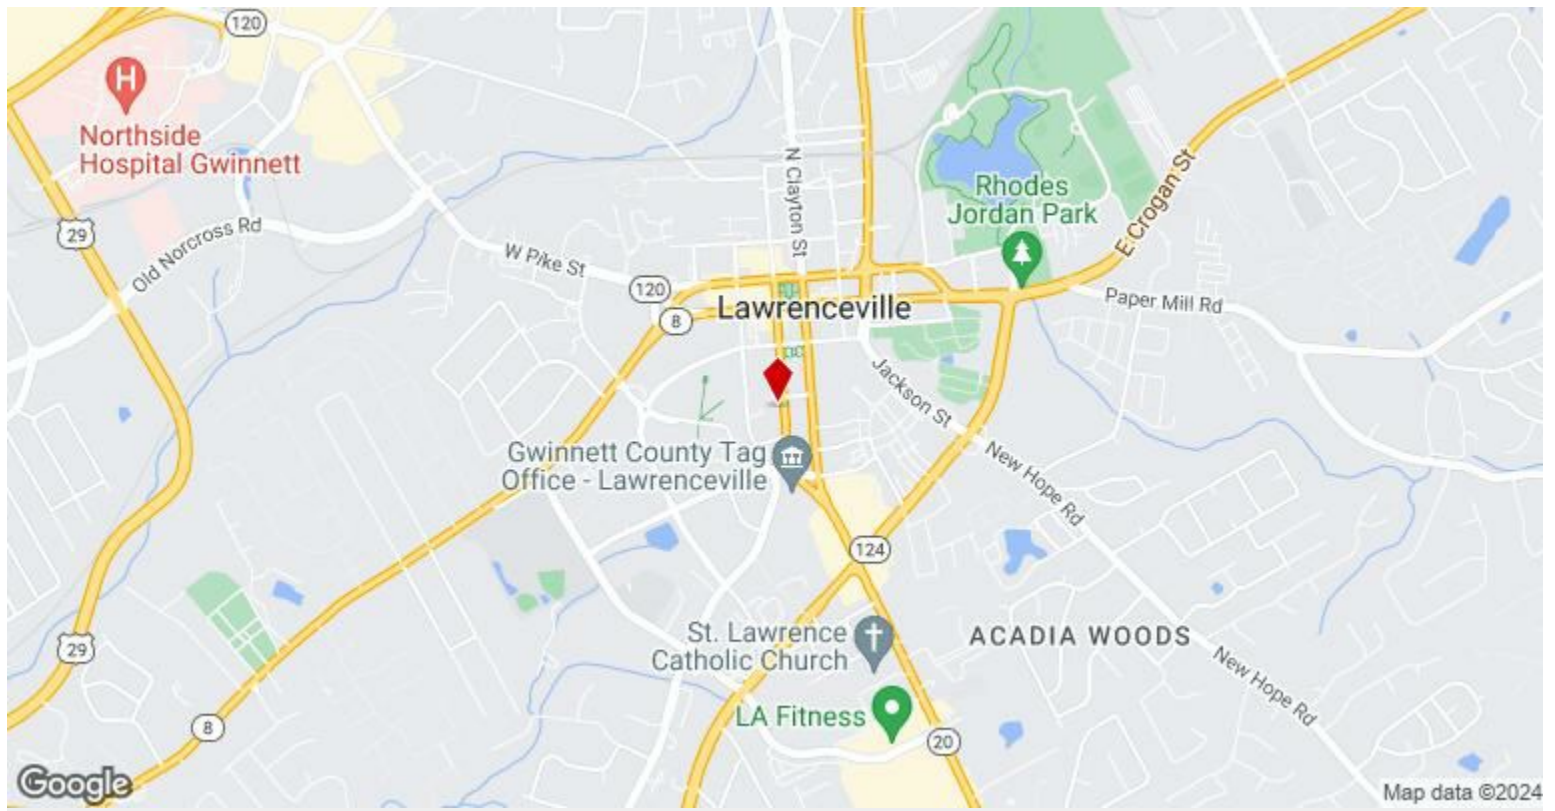 120
H
Northside
Hospital Gwinnett
N Clayton St
Rhodes
Jordan Park
E Crogan St
29
Old Norcross Rd
W Pike St
120
8
Lawrenceville
Paper Mill Rd
Jackson St
Gwinnett County Tag
Office - Lawrenceville
New Hope Rd
124
St. Lawrence
Catholic Church
ACADIA WOODS
29
New Hope Rd
LA Fitness
8
20
Google
Map data ©2024